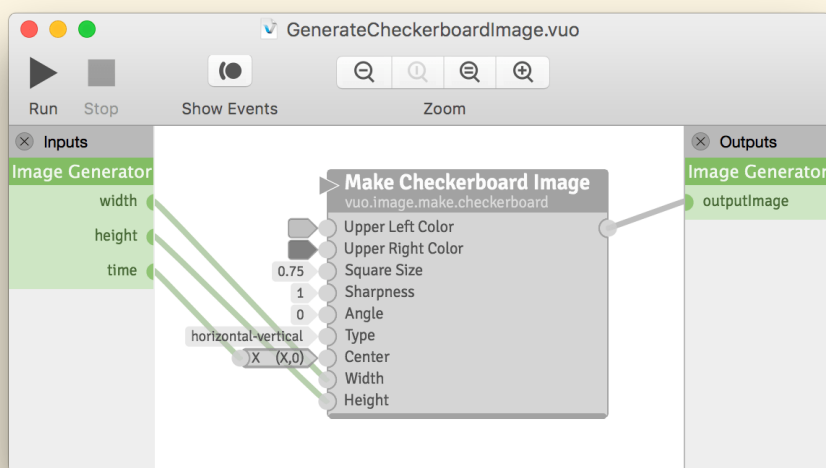 GenerateCheckerboardImage.vuo
Run
Stop
Show Events
Zoom
Inputs
Image Generator
width
height
time
Make Checkerboard Image
vuo.image.make.checkerboard
Upper Left Color
Upper Right Color
0.75 Square Size
1 Sharpness
0 Angle
horizontal-vertical Type
X (X,0) Center
Width
Height
Outputs
Image Generator
outputImage